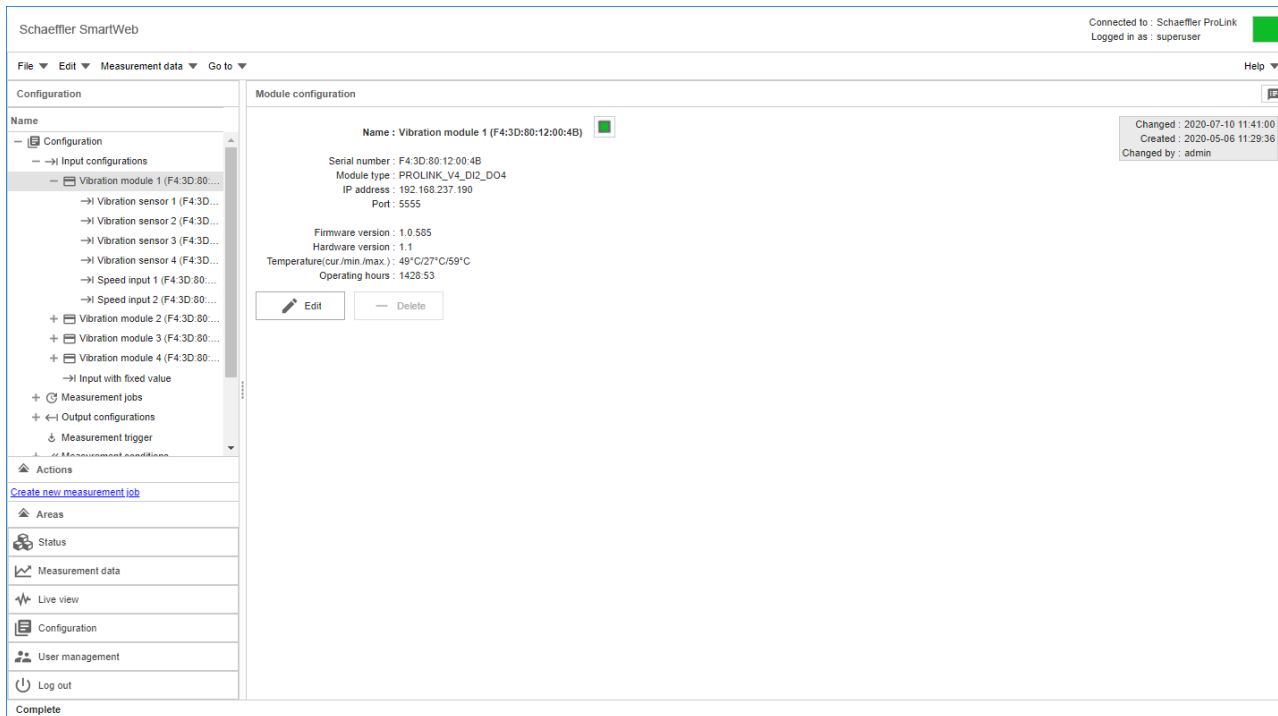 Schaeffler SmartWeb
Connected to : Schaeffler ProLink
Logged in as : superuser
File Edit Measurement data Go to Help
Configuration
Name
Configuration
Input configurations
Vibration module 1 (F4:3D:80:...
Vibration sensor 1 (F4:3D...
Vibration sensor 2 (F4:3D...
Vibration sensor 3 (F4:3D...
Vibration sensor 4 (F4:3D...
Speed input 1 (F4:3D:80:...
Speed input 2 (F4:3D:80:...
Vibration module 2 (F4:3D:80:...
Vibration module 3 (F4:3D:80:...
Vibration module 4 (F4:3D:80:...
Input with fixed value
Measurement jobs
Output configurations
Measurement trigger
Measurement conditions
Actions
Create new measurement job
Areas
Status
Measurement data
Live view
Configuration
User management
Log out
Module configuration
Name : Vibration module 1 (F4:3D:80:12:00:4B)
Serial number : F4:3D:80:12:00:4B
Module type : PROLINK_V4_DI2_DO4
IP address : 192.168.237.190
Port : 5555
Firmware version : 1.0.585
Hardware version : 1.1
Temperature(cur./min./max.) : 49°C/27°C/59°C
Operating hours : 1428:53
Edit
Delete
Changed : 2020-07-10 11:41:00
Created : 2020-05-06 11:29:36
Changed by : admin
Complete